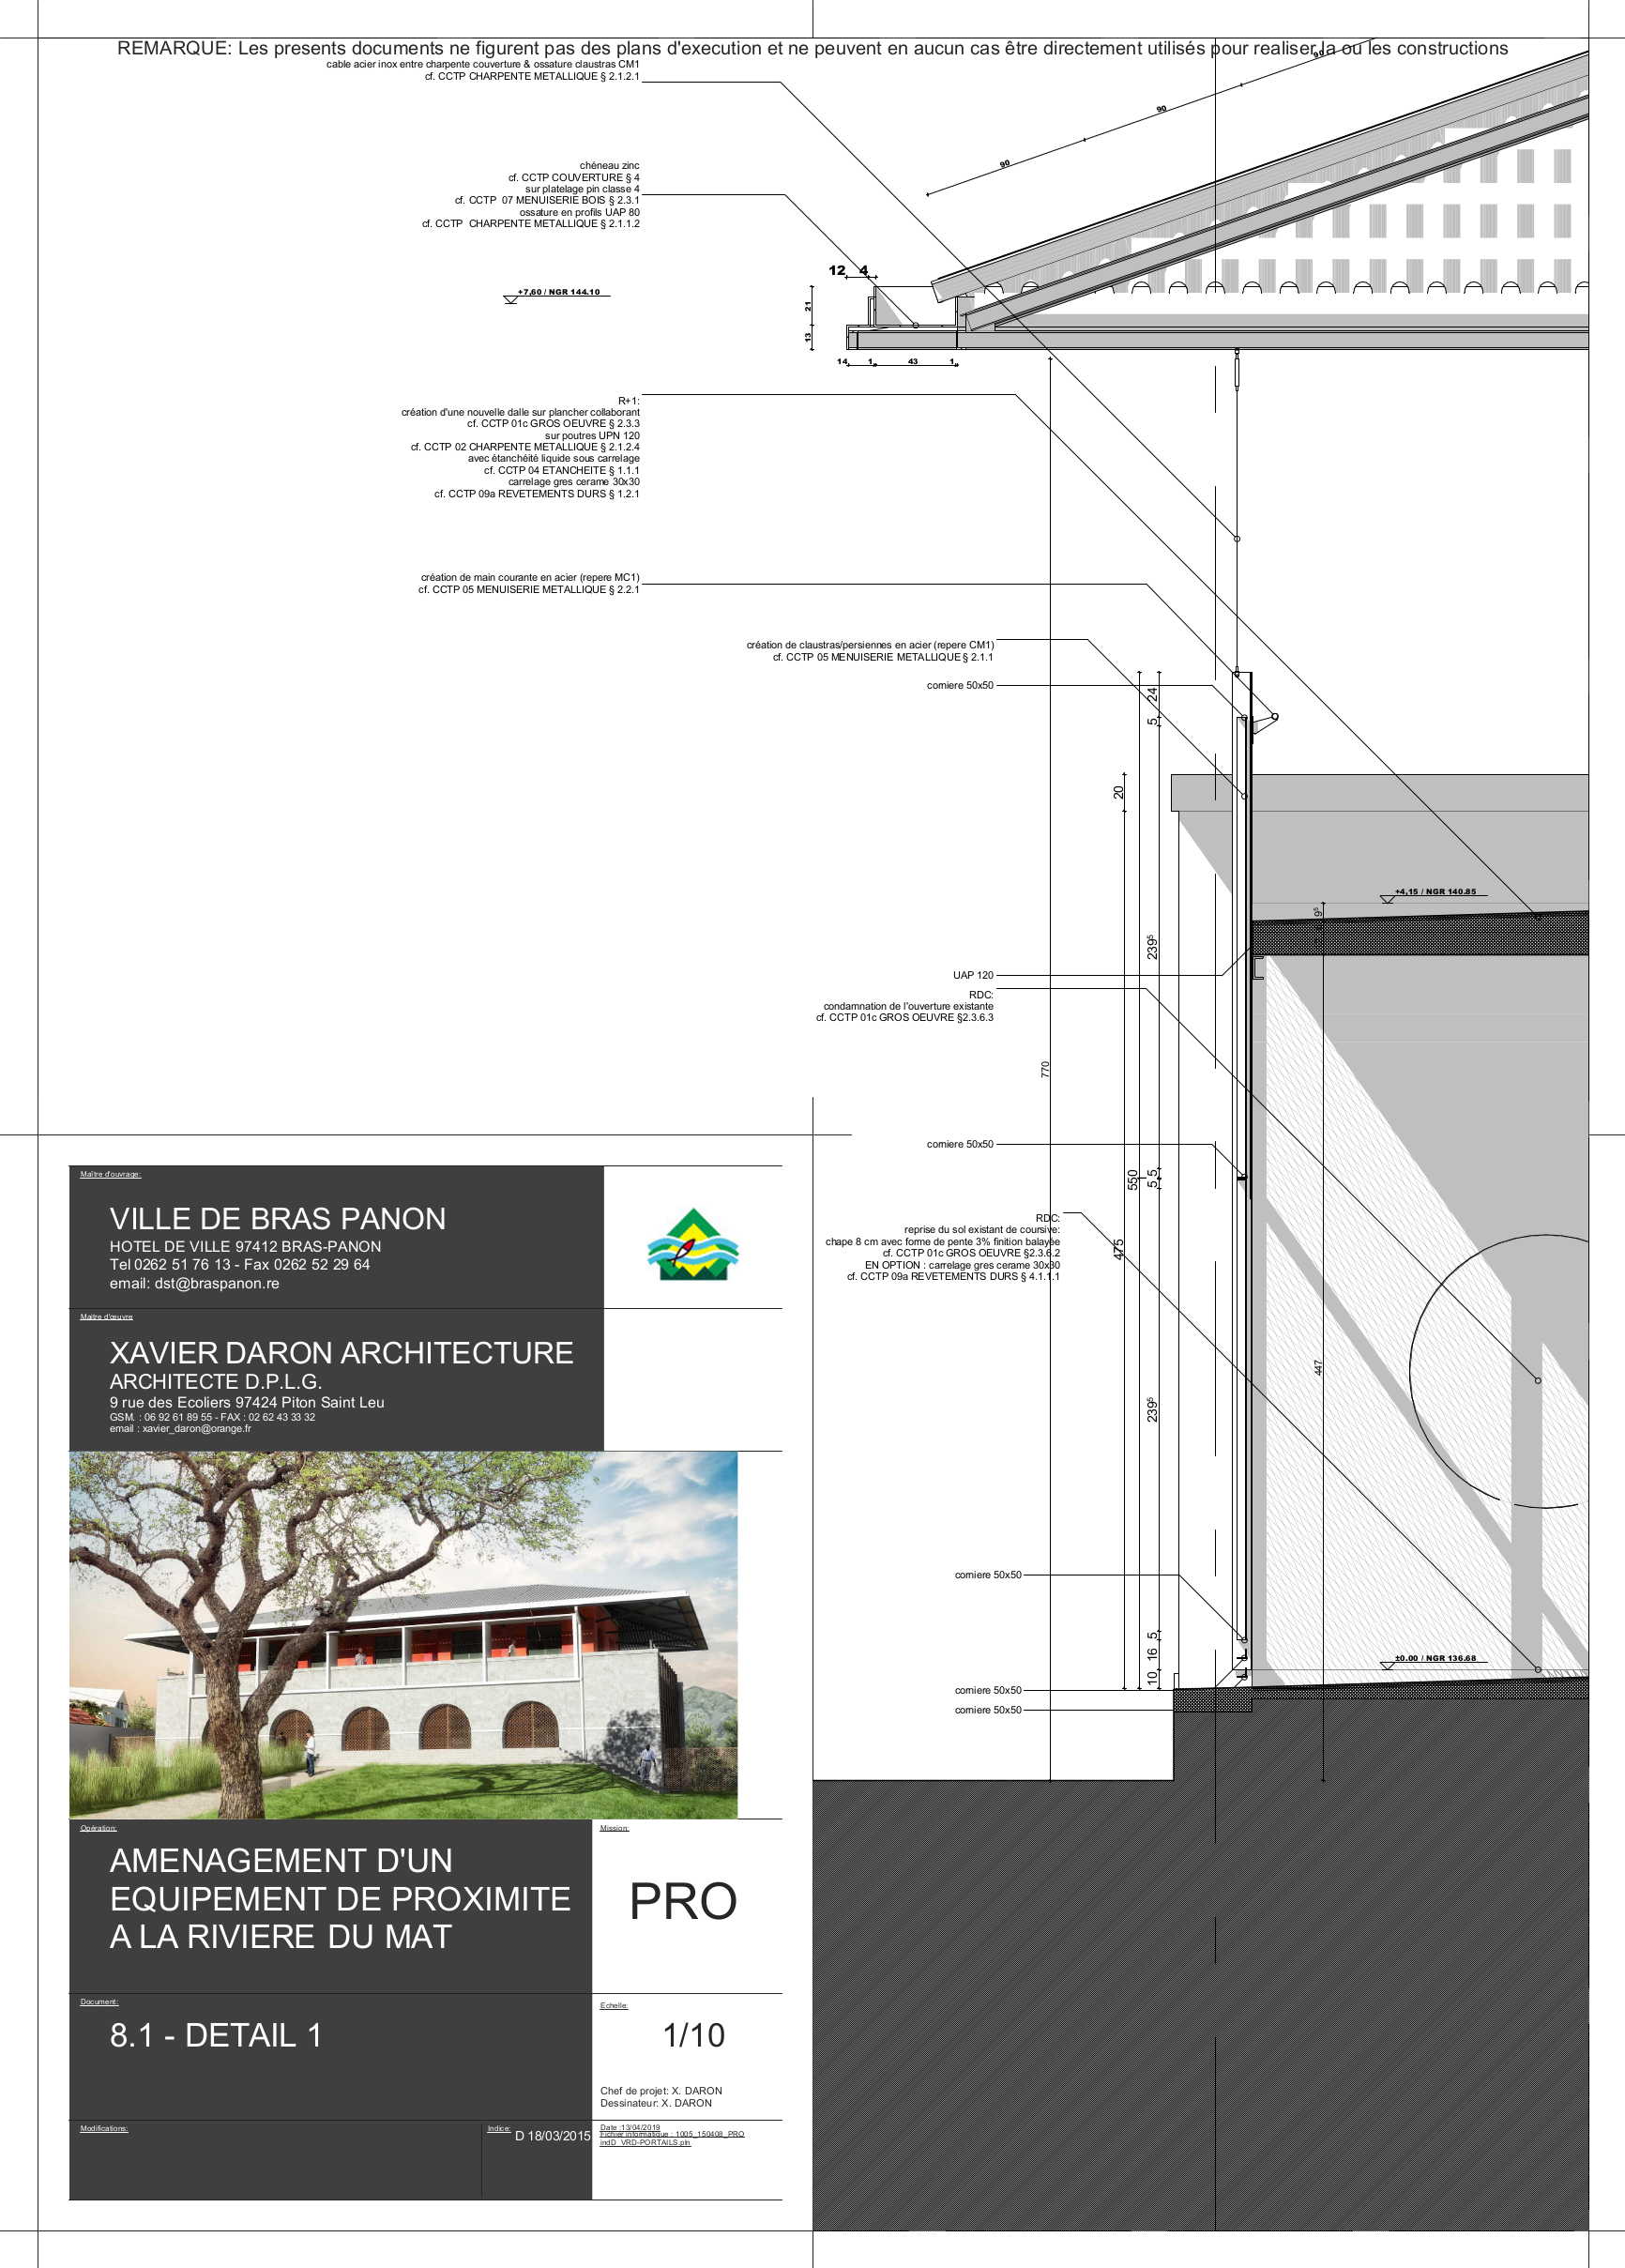 REMARQUE: Les presents documents ne figurent pas des plans d'execution et ne peuvent en aucun cas être directement utilisés pour realiser la ou les constructions
cable acier inox entre charpente couverture & ossature claustras CM1
cf. CCTP CHARPENTE METALLIQUE § 2.1.2.1
90
90
90
chéneau zinc
cf. CCTP COUVERTURE § 4
sur platelage pin classe 4
cf. CCTP 07 MENUISERIE BOIS § 2.3.1
ossature en profils UAP 80
cf. CCTP CHARPENTE METALLIQUE § 2.1.1.2
12 4
+7,60 / NGR 144.10
21
13
14 1 43 1
R+1:
création d'une nouvelle dalle sur plancher collaborant
cf. CCTP 01c GROS OEUVRE § 2.3.3
sur poutres UPN 120
cf. CCTP 02 CHARPENTE METALLIQUE § 2.1.2.4
avec étanchéité liquide sous carrelage
cf. CCTP 04 ETANCHEITE § 1.1.1
carrelage gres cerame 30x30
cf. CCTP 09a REVETEMENTS DURS § 1.2.1
création de main courante en acier (repere MC1)
cf. CCTP 05 MENUISERIE METALLIQUE § 2.2.1
création de claustras/persiennes en acier (repere CM1)
cf. CCTP 05 MENUISERIE METALLIQUE § 2.1.1
corniere 50x50
24
5
20
+4,15 / NGR 140.85
239⁵
UAP 120
RDC:
condamnation de l'ouverture existante
cf. CCTP 01c GROS OEUVRE §2.3.6.3
770
corniere 50x50
550
5 5
475
RDC:
reprise du sol existant de coursive:
chape 8 cm avec forme de pente 3% finition balayée
cf. CCTP 01c GROS OEUVRE §2.3.6.2
EN OPTION : carrelage gres cerame 30x30
cf. CCTP 09a REVETEMENTS DURS § 4.1.1.1
447
239⁵
corniere 50x50
5
16
10
±0.00 / NGR 136.68
corniere 50x50
corniere 50x50
Maître d'ouvrage:
VILLE DE BRAS PANON
HOTEL DE VILLE 97412 BRAS-PANON
Tel 0262 51 76 13 - Fax 0262 52 29 64
email: dst@braspanon.re
Maitre d'œuvre
XAVIER DARON ARCHITECTURE
ARCHITECTE D.P.L.G.
9 rue des Ecoliers 97424 Piton Saint Leu
GSM. : 06 92 61 89 55 - FAX : 02 62 43 33 32
email : xavier_daron@orange.fr
Opération:
AMENAGEMENT D'UN
EQUIPEMENT DE PROXIMITE
A LA RIVIERE DU MAT
Mission:
PRO
Document:
8.1 - DETAIL 1
Echelle:
1/10
Chef de projet: X. DARON
Dessinateur: X. DARON
Modifications:
Indice:
D 18/03/2015
Date :13/04/2019
Fichier informatique : 1005_150408_PRO
indD_VRD-PORTAILS.pln